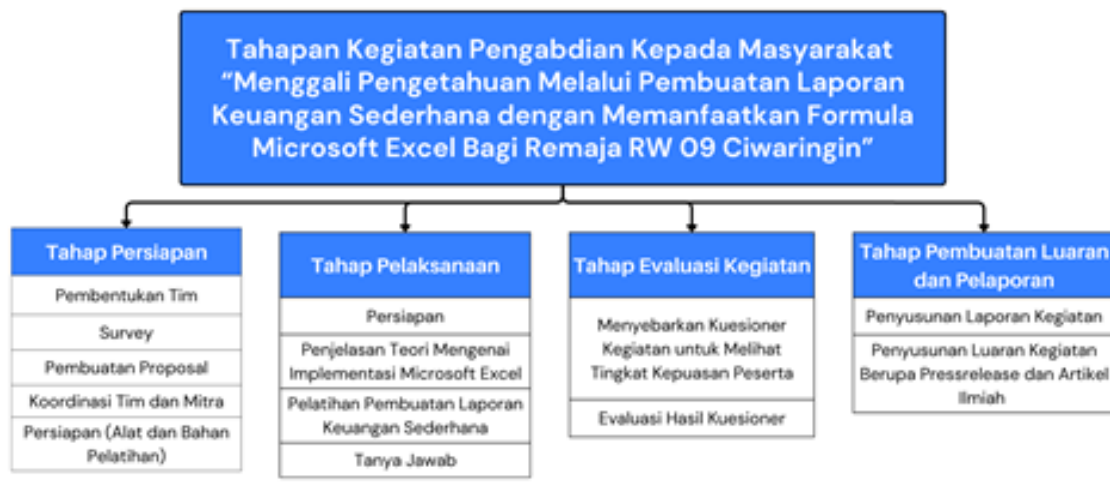 Tahapan Kegiatan Pengabdian Kepada Masyarakat
“Menggali Pengetahuan Melalui Pembuatan Laporan
Keuangan Sederhana dengan Memanfaatkan Formula
Microsoft Excel Bagi Remaja RW 09 Ciwaringin”
Tahap Persiapan
Pembentukan Tim
Survey
Pembuatan Proposal
Koordinasi Tim dan Mitra
Persiapan (Alat dan Bahan
Pelatihan)
Tahap Pelaksanaan
Persiapan
Penjelasan Teori Mengenai
Implementasi Microsoft Excel
Pelatihan Pembuatan Laporan
Keuangan Sederhana
Tanya Jawab
Tahap Evaluasi Kegiatan
Menyebarkan Kuesioner
Kegiatan untuk Melihat
Tingkat Kepuasan Peserta
Evaluasi Hasil Kuesioner
Tahap Pembuatan Luaran
dan Pelaporan
Penyusunan Laporan Kegiatan
Penyusunan Luaran Kegiatan
Berupa Pressrelease dan Artikel
Ilmiah